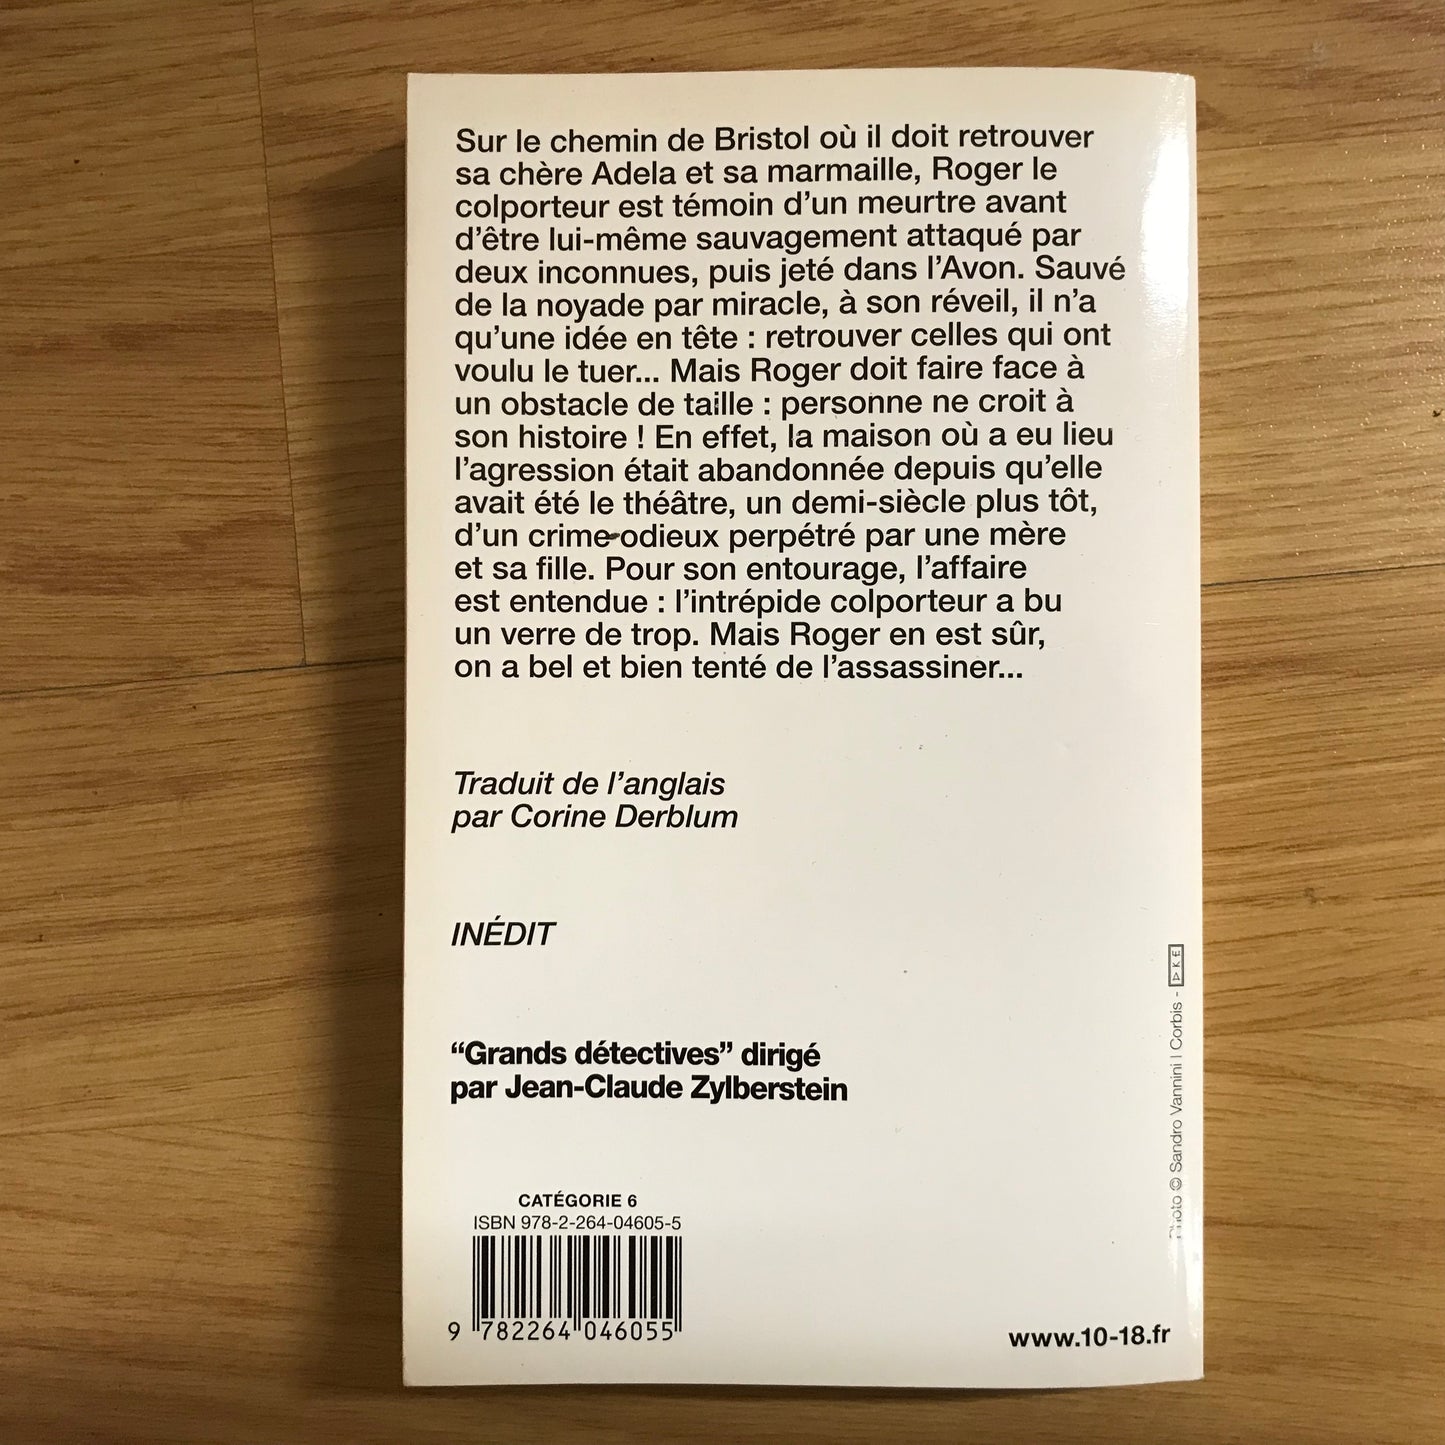 Sur le chemin de Bristol où il doit retrouver
sa chère Adela et sa marmaille, Roger le
colporteur est témoin d'un meurtre avant
d'être lui-même sauvagement attaqué par
deux inconnues, puis jeté dans l'Avon. Sauvé
de la noyade par miracle, à son réveil, il n'a
qu'une idée en tête : retrouver celles qui ont
voulu le tuer... Mais Roger doit faire face à
un obstacle de taille : personne ne croit à
son histoire ! En effet, la maison où a eu lieu
l'agression était abandonnée depuis qu'elle
avait été le théâtre, un demi-siècle plus tôt,
d'un crime odieux perpétré par une mère
et sa fille. Pour son entourage, l'affaire
est entendue : l'intrépide colporteur a bu
un verre de trop. Mais Roger en est sûr,
on a bel et bien tenté de l'assassiner...
Traduit de l'anglais
par Corine Derblum
INÉDIT
“Grands détectives” dirigé
par Jean-Claude Zylberstein
CATÉGORIE 6
ISBN 978-2-264-04605-5
9 782264 046055
www.10-18.fr
Photo © Sandro Vannini | Corbis -